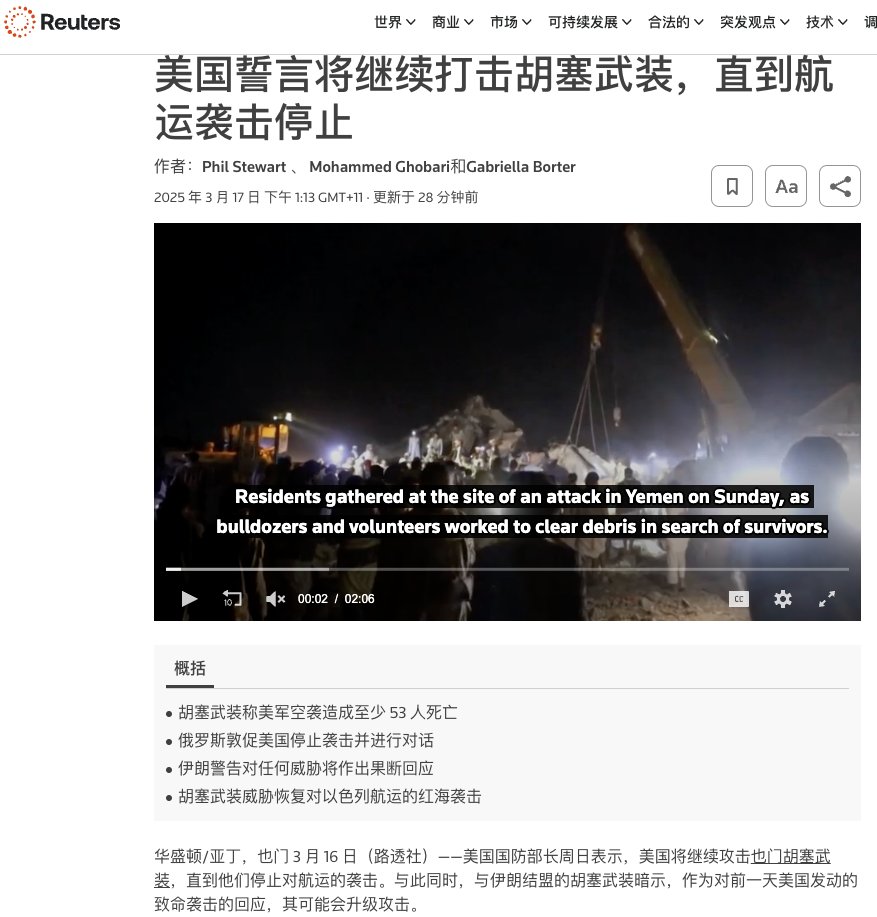 Reuters
世界 商业 市场 可持续发展 合法的 突发观点 技术 调
美国誓言将继续打击胡塞武装，直到航
运袭击停止
作者：Phil Stewart 、 Mohammed Ghobari和Gabriella Borter
2025 年 3 月 17 日 下午 1:13 GMT+11 · 更新于 28 分钟前
Aa
Residents gathered at the site of an attack in Yemen on Sunday, as
bulldozers and volunteers worked to clear debris in search of survivors.
10 00:02 / 02:06 CC
概括
• 胡塞武装称美军空袭造成至少 53 人死亡
• 俄罗斯敦促美国停止袭击并进行对话
• 伊朗警告对任何威胁将作出果断回应
• 胡塞武装威胁恢复对以色列航运的红海袭击
华盛顿/亚丁，也门 3 月 16 日（路透社）——美国国防部长周日表示，美国将继续攻击也门胡塞武
装，直到他们停止对航运的袭击。与此同时，与伊朗结盟的胡塞武装暗示，作为对前一天美国发动的
致命袭击的回应，其可能会升级攻击。